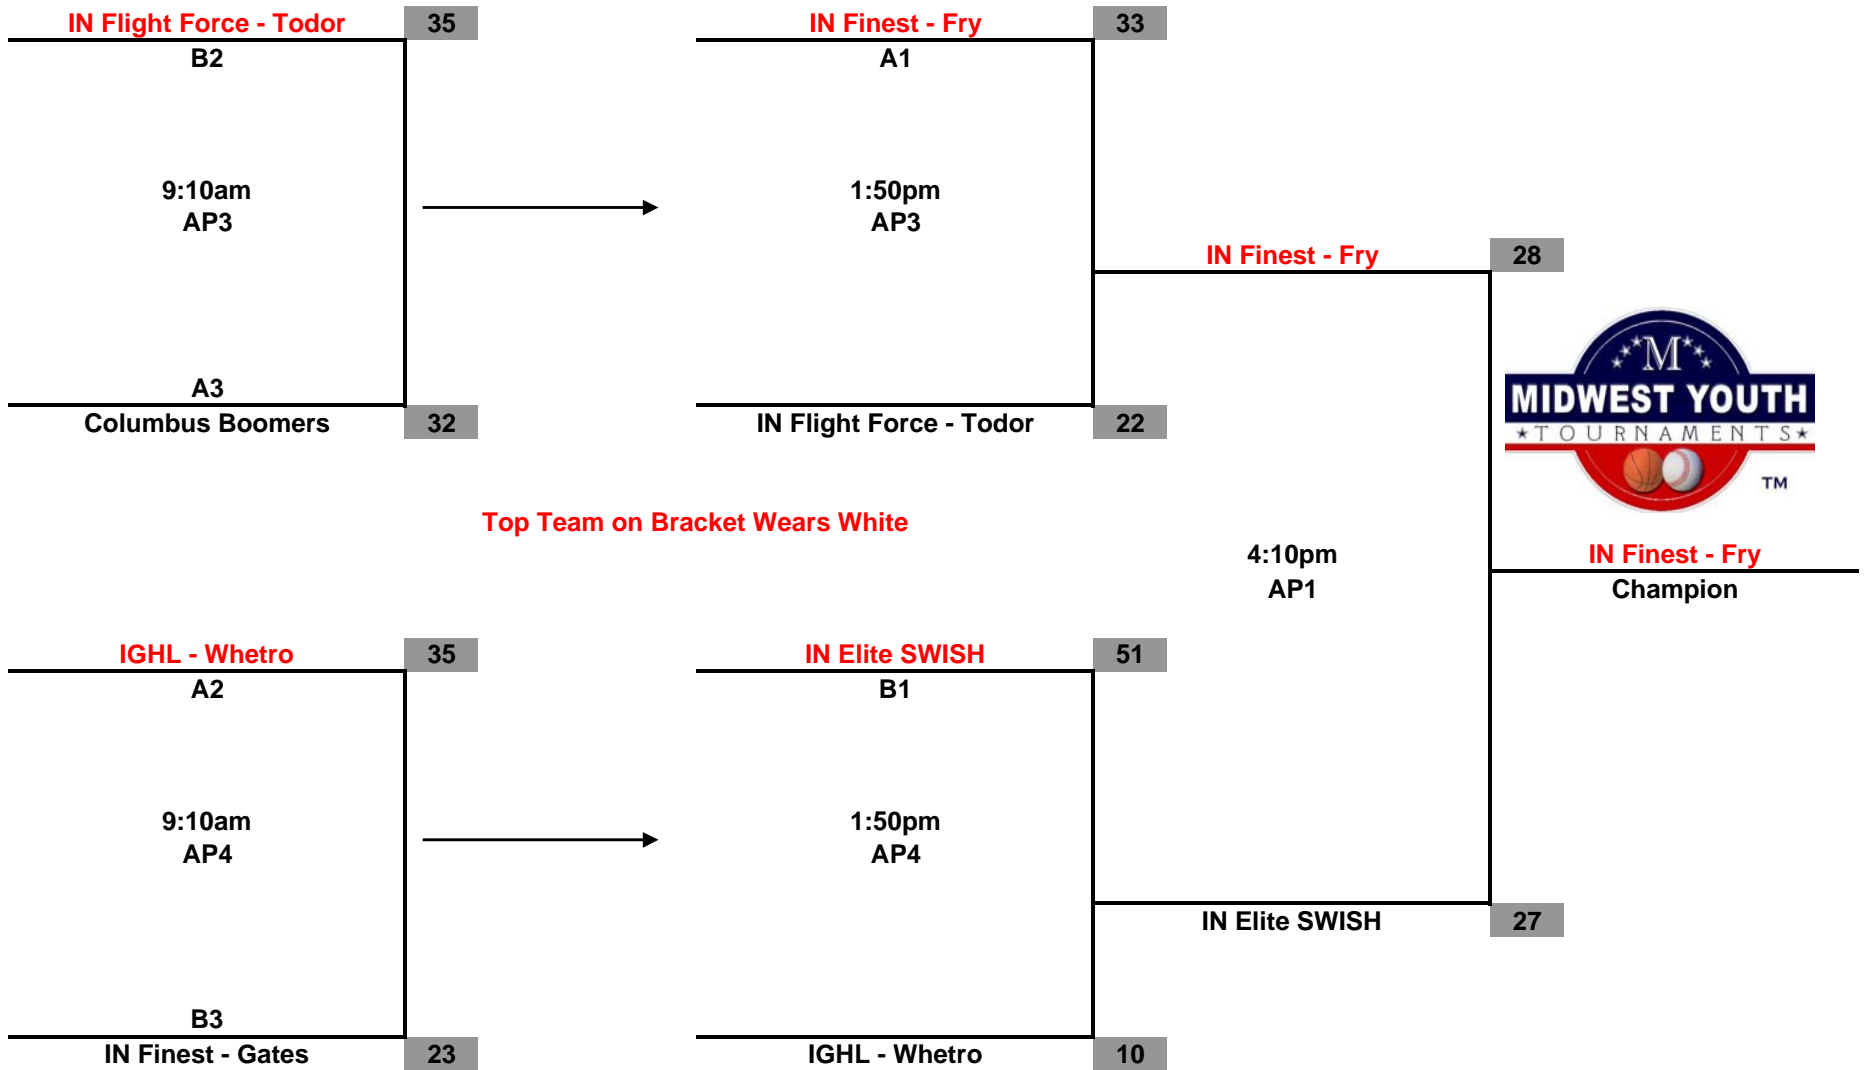 IN Flight Force - Todor 35
B2
9:10am
AP3
A3
Columbus Boomers 32
IN Finest - Fry 33
A1
1:50pm
AP3
IN Flight Force - Todor 22
IN Finest - Fry 28
M
MIDWEST YOUTH
TOURNAMENTS
TM
Top Team on Bracket Wears White
4:10pm
AP1
IN Finest - Fry
Champion
IGHL - Whetro 35
A2
9:10am
AP4
B3
IN Finest - Gates 23
IN Elite SWISH 51
B1
1:50pm
AP4
IGHL - Whetro 10
IN Elite SWISH 27